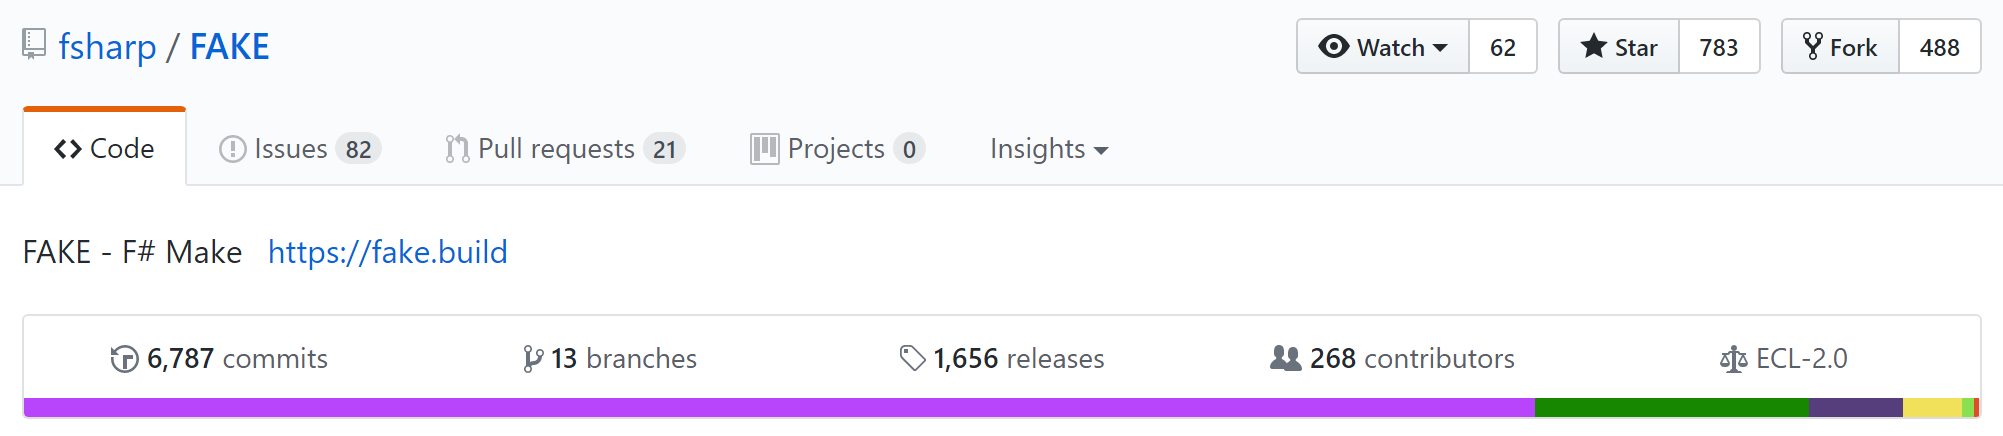 fsharp / FAKE Watch 62 Star 783 Fork 488
Code Issues 82 Pull requests 21 Projects 0 Insights
FAKE - F# Make https://fake.build
6,787 commits 13 branches 1,656 releases 268 contributors ECL-2.0